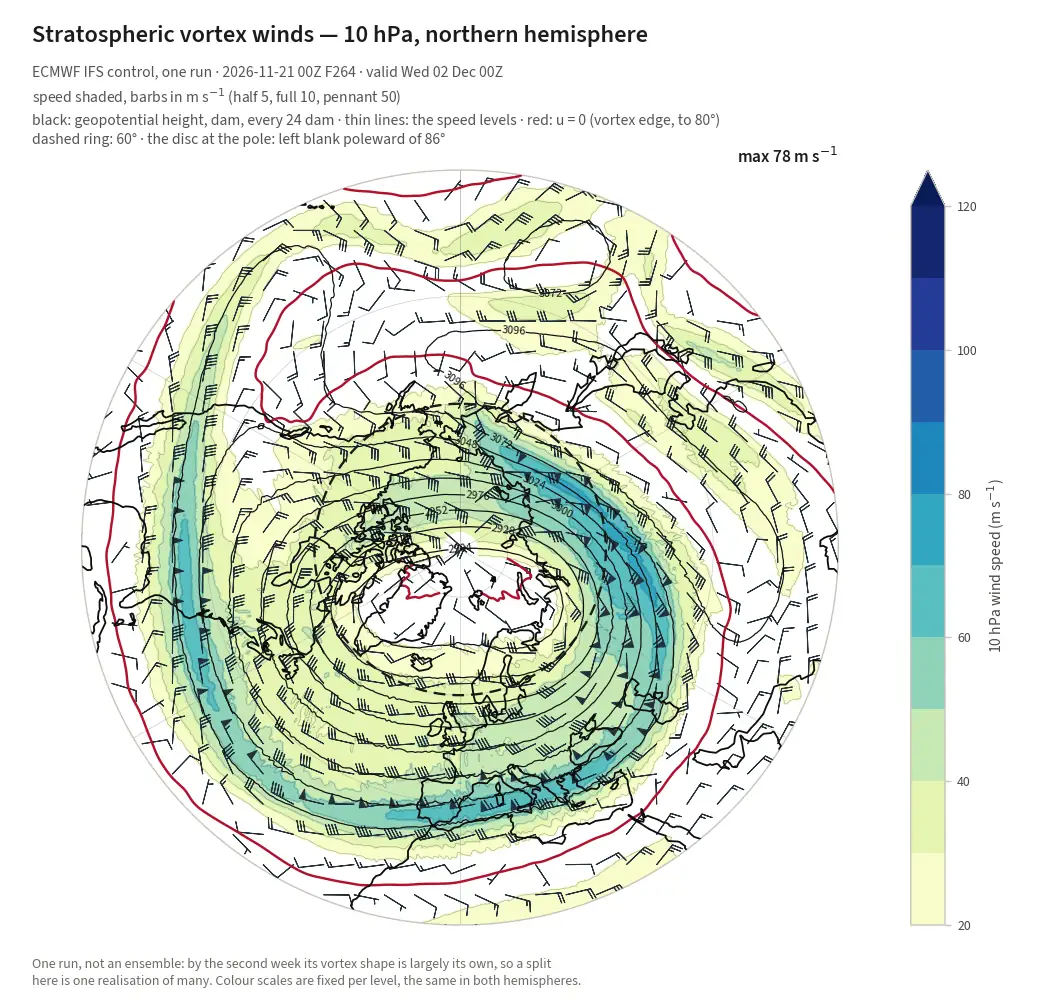 Stratospheric vortex winds — 10 hPa, northern hemisphere
ECMWF IFS control, one run · 2026-11-21 00Z F264 · valid Wed 02 Dec 00Z
speed shaded, barbs in m s⁻¹ (half 5, full 10, pennant 50)
black: geopotential height, dam, every 24 dam · thin lines: the speed levels · red: u = 0 (vortex edge, to 80°)
dashed ring: 60° · the disc at the pole: left blank poleward of 86°
max 78 m s⁻¹
120
100
80
60
40
20
10 hPa wind speed (m s⁻¹)
3072
3096
3096
3048
3072
3024
2976
3000
2928
One run, not an ensemble: by the second week its vortex shape is largely its own, so a split
here is one realisation of many. Colour scales are fixed per level, the same in both hemispheres.